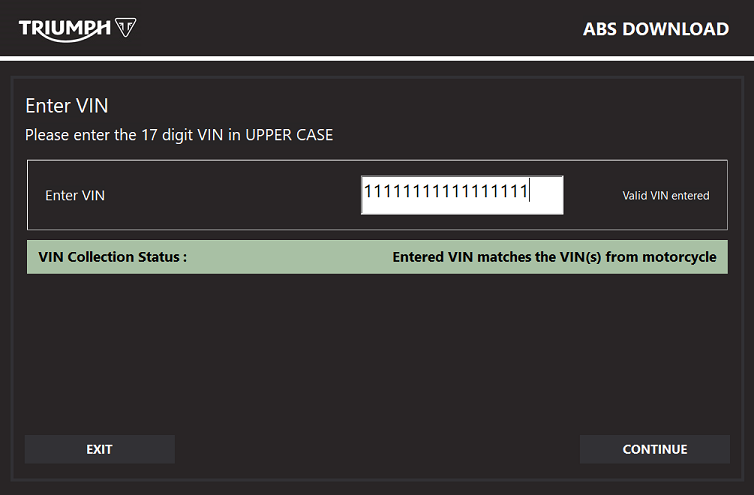 TRIUMPH
ABS DOWNLOAD
Enter VIN
Please enter the 17 digit VIN in UPPER CASE
Enter VIN 11111111111111111 Valid VIN entered
VIN Collection Status : Entered VIN matches the VIN(s) from motorcycle
EXIT CONTINUE